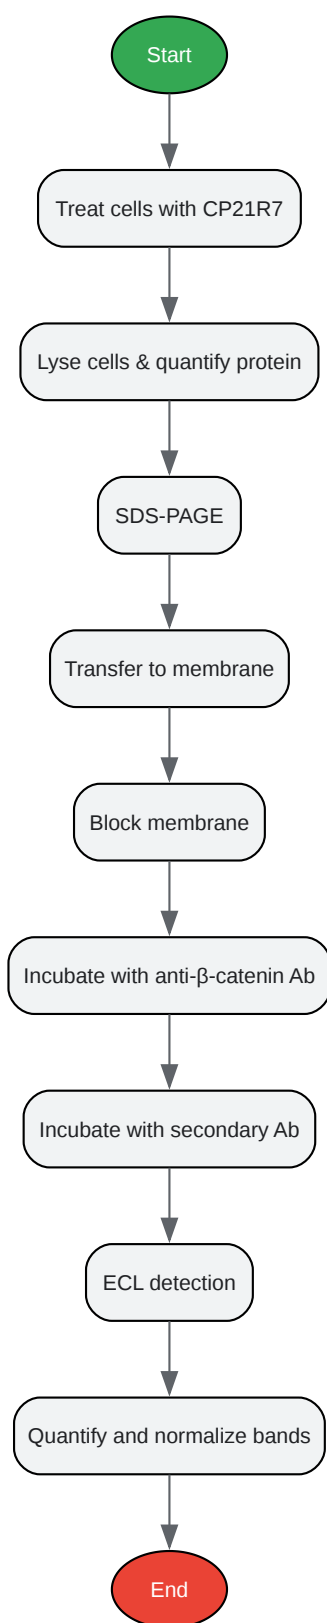 Start
Treat cells with CP21R7
Lyse cells & quantify protein
SDS-PAGE
Transfer to membrane
Block membrane
Incubate with anti-β-catenin Ab
Incubate with secondary Ab
ECL detection
Quantify and normalize bands
End